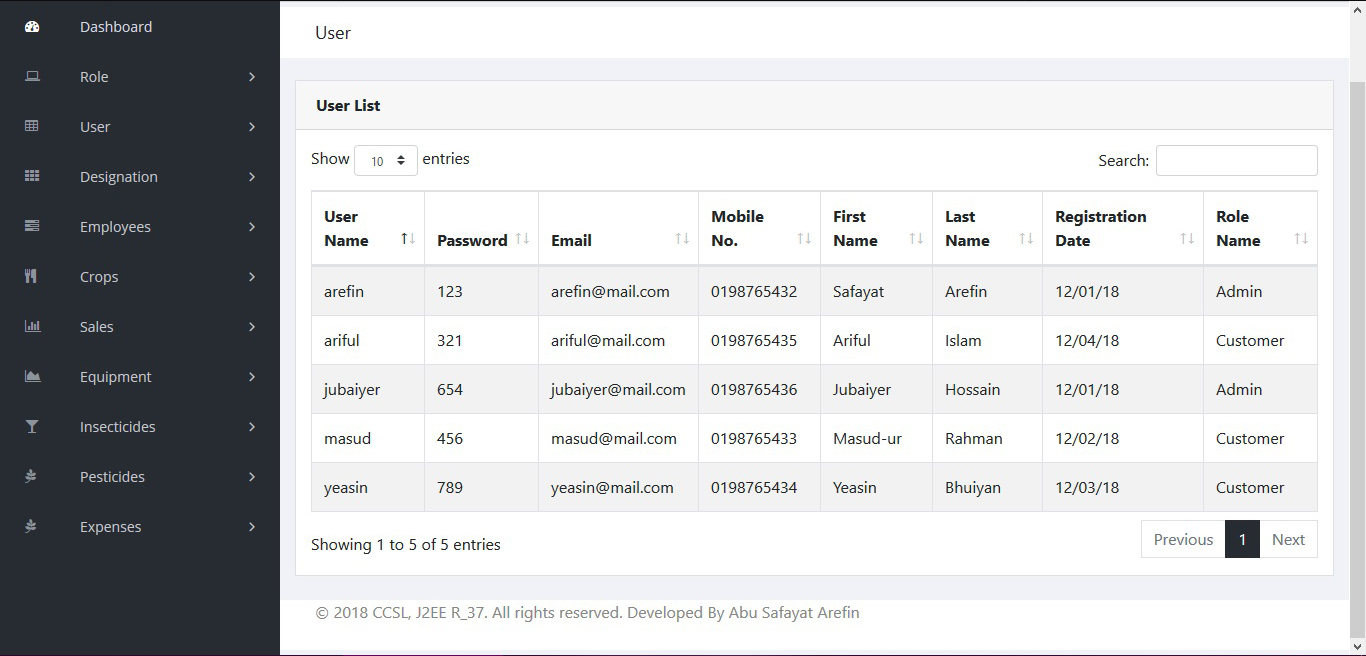 Dashboard
Role
User
Designation
Employees
Crops
Sales
Equipment
Insecticides
Pesticides
Expenses
User
User List
Show 10 entries
Search:
User Name Password Email Mobile No. First Name Last Name Registration Date Role Name
arefin 123 arefin@mail.com 0198765432 Safayat Arefin 12/01/18 Admin
ariful 321 ariful@mail.com 0198765435 Ariful Islam 12/04/18 Customer
jubaiyer 654 jubaiyer@mail.com 0198765436 Jubaiyer Hossain 12/01/18 Admin
masud 456 masud@mail.com 0198765433 Masud-ur Rahman 12/02/18 Customer
yeasin 789 yeasin@mail.com 0198765434 Yeasin Bhuiyan 12/03/18 Customer
Showing 1 to 5 of 5 entries
Previous 1 Next
© 2018 CCSL, J2EE R_37. All rights reserved. Developed By Abu Safayat Arefin